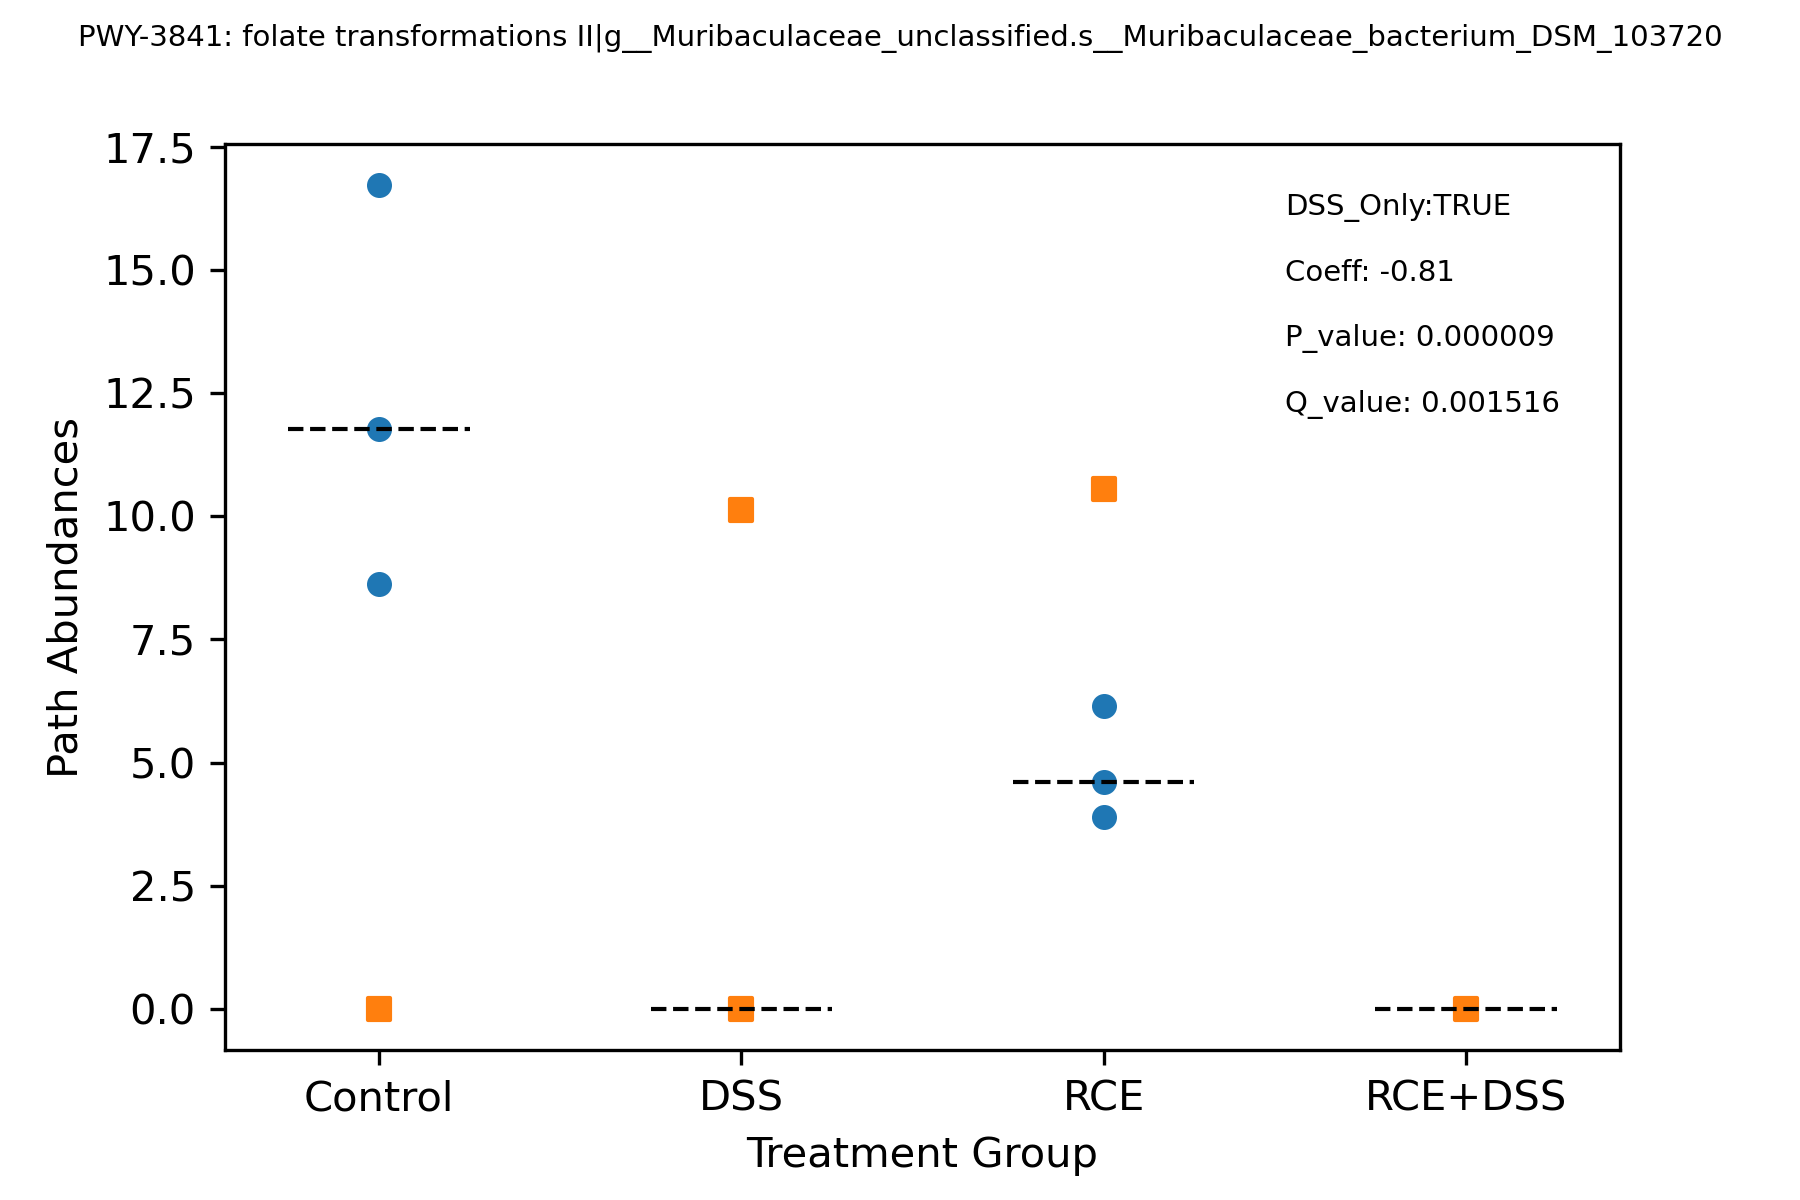 PWY-3841: folate transformations II|g__Muribaculaceae_unclassified.s__Muribaculaceae_bacterium_DSM_103720
17.5
15.0
12.5
10.0
7.5
5.0
2.5
0.0
Path Abundances
DSS_Only:TRUE
Coeff: -0.81
P_value: 0.000009
Q_value: 0.001516
Control
DSS
RCE
RCE+DSS
Treatment Group